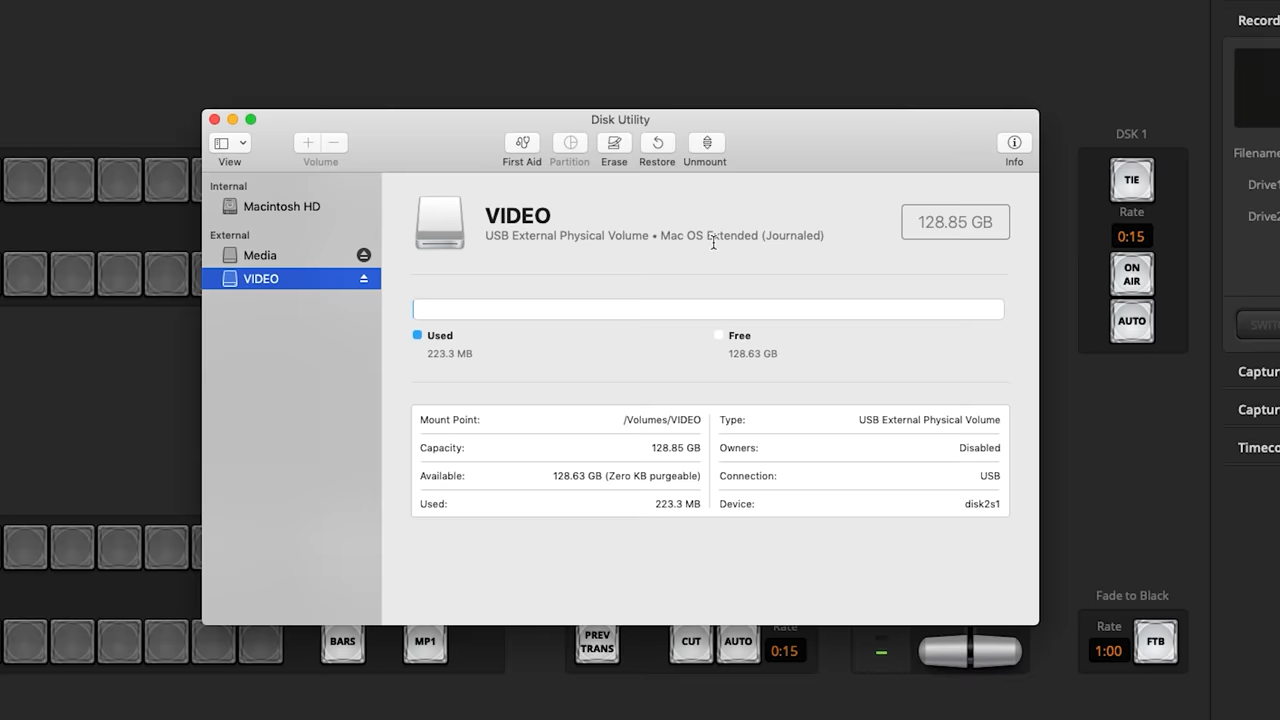 Record
Disk Utility
View
Volume
First Aid
Partition
Erase
Restore
Unmount
Info
Internal
Macintosh HD
External
Media
VIDEO
VIDEO
USB External Physical Volume • Mac OS Extended (Journaled)
128.85 GB
Used
223.3 MB
Free
128.63 GB
Mount Point: /Volumes/VIDEO
Capacity: 128.85 GB
Available: 128.63 GB (Zero KB purgeable)
Used: 223.3 MB
Type: USB External Physical Volume
Owners: Disabled
Connection: USB
Device: disk2s1
DSK 1
TIE
Rate
0:15
ON
AIR
AUTO
Filename
Drive1
Drive2
Captur
Captur
Timeco
BARS
MP1
PREV
TRANS
CUT
AUTO
Rate
0:15
Fade to Black
Rate
1:00
FTB